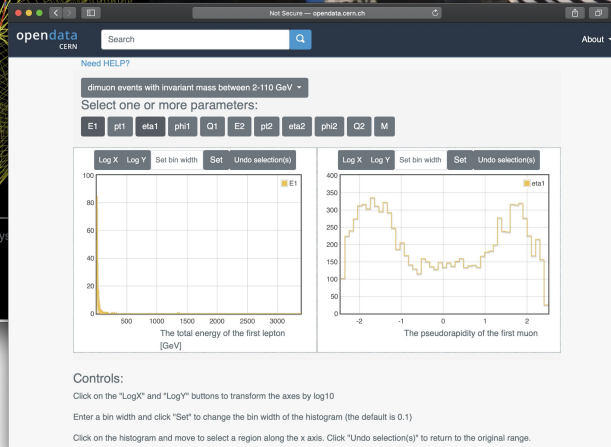 Not Secure — opendata.cern.ch
opendata
CERN
Search
About
Need HELP?
dimuon events with invariant mass between 2-110 GeV
Select one or more parameters:
E1 pt1 eta1 phi1 Q1 E2 pt2 eta2 phi2 Q2 M
Log X Log Y Set bin width Set Undo selection(s)
100
80
60
40
20
0
E1
500 1000 1500 2000 2500 3000
The total energy of the first lepton
[GeV]
Log X Log Y Set bin width Set Undo selection(s)
400
350
300
250
200
150
100
50
0
eta1
-2 -1 0 1 2
The pseudorapidity of the first muon
Controls:
Click on the "LogX" and "LogY" buttons to transform the axes by log10
Enter a bin width and click "Set" to change the bin width of the histogram (the default is 0.1)
Click on the histogram and move to select a region along the x axis. Click "Undo selection(s)" to return to the original range.